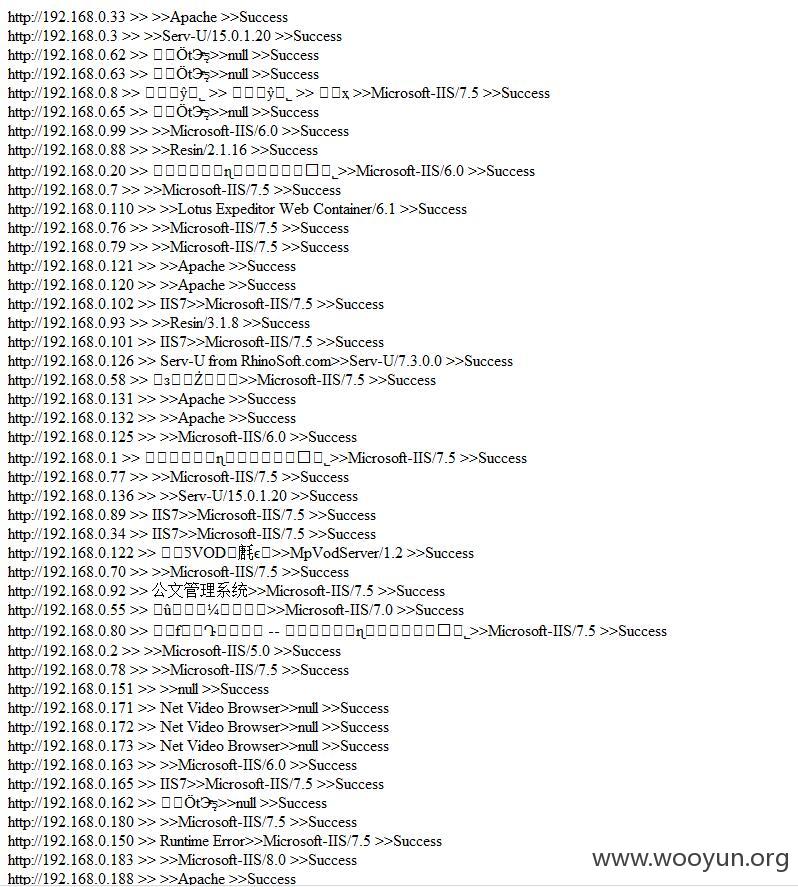 http://192.168.0.33 >> >>Apache >>Success
http://192.168.0.3 >> >>Serv-U/15.0.1.20 >>Success
http://192.168.0.62 >> >>null >>Success
http://192.168.0.63 >> >>null >>Success
http://192.168.0.8 >> >> >> >>Microsoft-IIS/7.5 >>Success
http://192.168.0.65 >> >>null >>Success
http://192.168.0.99 >> >>Microsoft-IIS/6.0 >>Success
http://192.168.0.88 >> >>Resin/2.1.16 >>Success
http://192.168.0.20 >> >>Microsoft-IIS/6.0 >>Success
http://192.168.0.7 >> >>Microsoft-IIS/7.5 >>Success
http://192.168.0.110 >> >>Lotus Expeditor Web Container/6.1 >>Success
http://192.168.0.76 >> >>Microsoft-IIS/7.5 >>Success
http://192.168.0.79 >> >>Microsoft-IIS/7.5 >>Success
http://192.168.0.121 >> >>Apache >>Success
http://192.168.0.120 >> >>Apache >>Success
http://192.168.0.102 >> IIS7>>Microsoft-IIS/7.5 >>Success
http://192.168.0.93 >> >>Resin/3.1.8 >>Success
http://192.168.0.101 >> IIS7>>Microsoft-IIS/7.5 >>Success
http://192.168.0.126 >> Serv-U from RhinoSoft.com>>Serv-U/7.3.0.0 >>Success
http://192.168.0.58 >> >>Microsoft-IIS/7.5 >>Success
http://192.168.0.131 >> >>Apache >>Success
http://192.168.0.132 >> >>Apache >>Success
http://192.168.0.125 >> >>Microsoft-IIS/6.0 >>Success
http://192.168.0.1 >> >>Microsoft-IIS/7.5 >>Success
http://192.168.0.77 >> >>Microsoft-IIS/7.5 >>Success
http://192.168.0.136 >> >>Serv-U/15.0.1.20 >>Success
http://192.168.0.89 >> IIS7>>Microsoft-IIS/7.5 >>Success
http://192.168.0.34 >> IIS7>>Microsoft-IIS/7.5 >>Success
http://192.168.0.122 >> >>MpVodServer/1.2 >>Success
http://192.168.0.70 >> >>Microsoft-IIS/7.5 >>Success
http://192.168.0.92 >> 公文管理系统>>Microsoft-IIS/7.5 >>Success
http://192.168.0.55 >> >>Microsoft-IIS/7.0 >>Success
http://192.168.0.80 >> -- >>Microsoft-IIS/7.5 >>Success
http://192.168.0.2 >> >>Microsoft-IIS/5.0 >>Success
http://192.168.0.78 >> >>Microsoft-IIS/7.5 >>Success
http://192.168.0.151 >> >>null >>Success
http://192.168.0.171 >> Net Video Browser>>null >>Success
http://192.168.0.172 >> Net Video Browser>>null >>Success
http://192.168.0.173 >> Net Video Browser>>null >>Success
http://192.168.0.163 >> >>Microsoft-IIS/6.0 >>Success
http://192.168.0.165 >> IIS7>>Microsoft-IIS/7.5 >>Success
http://192.168.0.162 >> >>null >>Success
http://192.168.0.180 >> >>Microsoft-IIS/7.5 >>Success
http://192.168.0.150 >> Runtime Error>>Microsoft-IIS/7.5 >>Success
http://192.168.0.183 >> >>Microsoft-IIS/8.0 >>Success
http://192.168.0.188 >> >>Apache >>Success
www.wooyun.org